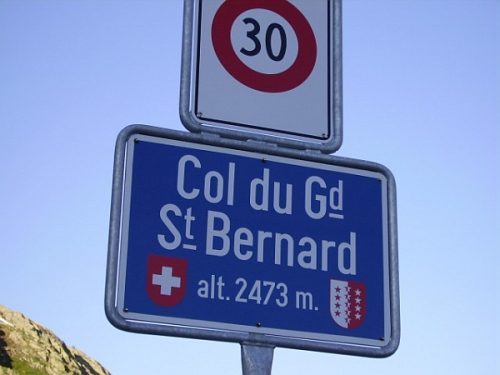 30
Col du Gd
St Bernard
alt. 2473 m.